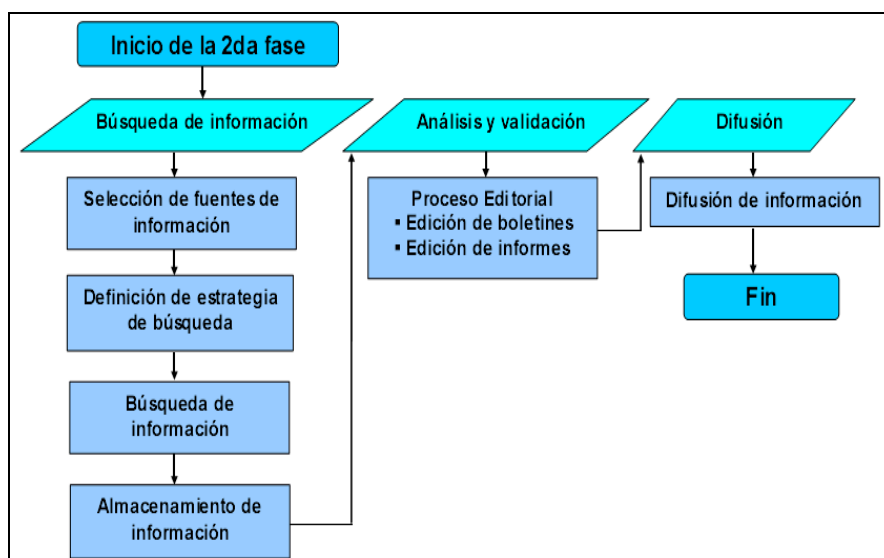 Inicio de la 2da fase
Búsqueda de información
Selección de fuentes de
información
Definición de estrategia
de búsqueda
Búsqueda de
información
Almacenamiento de
información
Análisis y validación
Proceso Editorial
▪ Edición de boletines
▪ Edición de informes
Difusión
Difusión de información
Fin